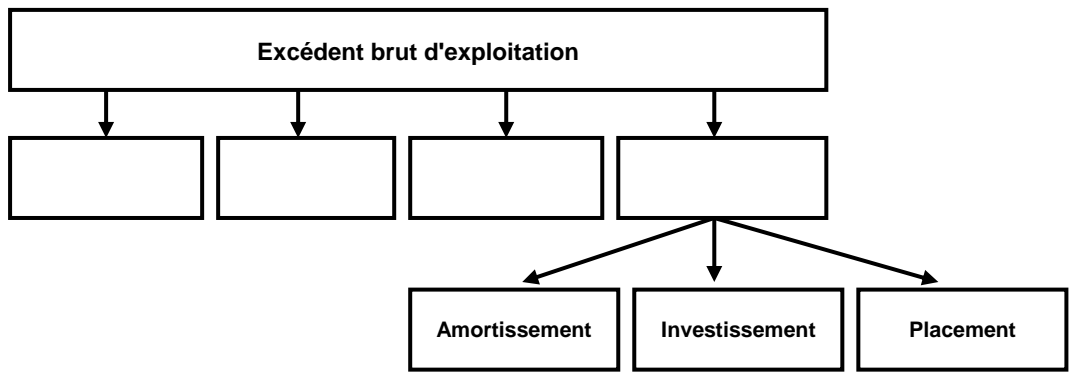 Excédent brut d'exploitation
Amortissement
Investissement
Placement